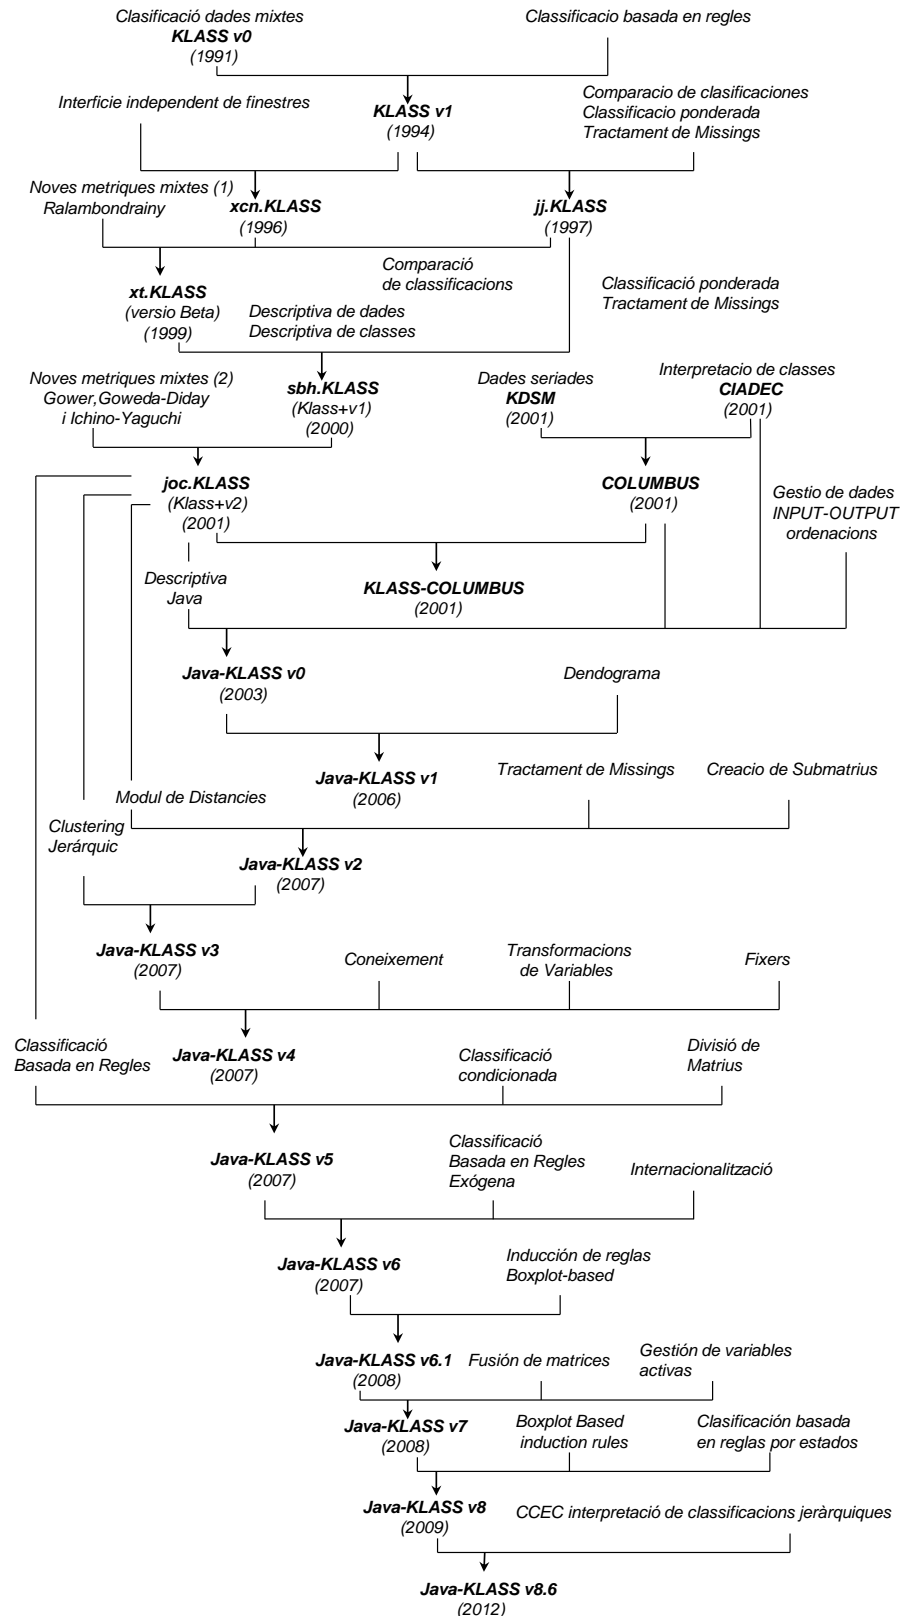 Clasificació dades mixtes
KLASS v0
(1991)
Classificacio basada en regles
Interficie independent de finestres
KLASS v1
(1994)
Comparacio de clasificaciones
Classificacio ponderada
Tractament de Missings
Noves metriques mixtes (1)
Ralambondrainy
xcn.KLASS
(1996)
jj.KLASS
(1997)
Comparació
de classificacions
xt.KLASS
(versio Beta)
(1999)
Descriptiva de dades
Descriptiva de classes
Classificació ponderada
Tractament de Missings
Noves metriques mixtes (2)
Gower,Goweda-Diday
i Ichino-Yaguchi
sbh.KLASS
(Klass+v1)
(2000)
Dades seriades
KDSM
(2001)
Interpretacio de classes
CIADEC
(2001)
joc.KLASS
(Klass+v2)
(2001)
COLUMBUS
(2001)
Gestio de dades
INPUT-OUTPUT
ordenacions
Descriptiva
Java
KLASS-COLUMBUS
(2001)
Java-KLASS v0
(2003)
Dendograma
Java-KLASS v1
(2006)
Tractament de Missings
Creacio de Submatrius
Modul de Distancies
Clustering
Jerárquic
Java-KLASS v2
(2007)
Java-KLASS v3
(2007)
Coneixement
Transformacions
de Variables
Fixers
Classificació
Basada en Regles
Java-KLASS v4
(2007)
Classificació
condicionada
Divisió de
Matrius
Java-KLASS v5
(2007)
Classificació
Basada en Regles
Exógena
Internacionalització
Java-KLASS v6
(2007)
Inducción de reglas
Boxplot-based
Java-KLASS v6.1
(2008)
Fusión de matrices
Gestión de variables
activas
Java-KLASS v7
(2008)
Boxplot Based
induction rules
Clasificación basada
en reglas por estados
Java-KLASS v8
(2009)
CCEC interpretació de classificacions jeràrquiques
Java-KLASS v8.6
(2012)